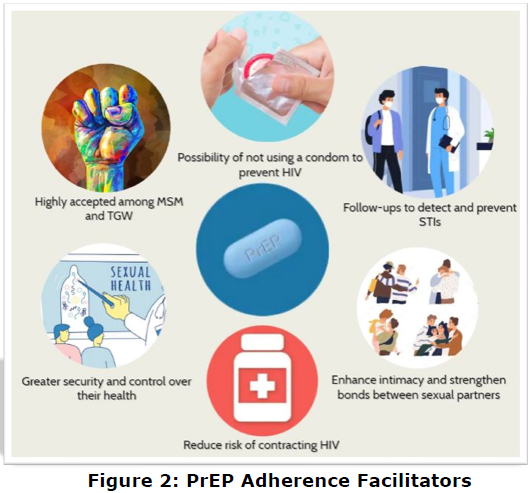 Possibility of not using a condom to
prevent HIV
Highly accepted among MSM
and TGW
Follow-ups to detect and prevent
STIs
PrEP
SEXUAL
HEALTH
Greater security and control over
their health
Enhance intimacy and strengthen
bonds between sexual partners
Reduce risk of contracting HIV
Figure 2: PrEP Adherence Facilitators